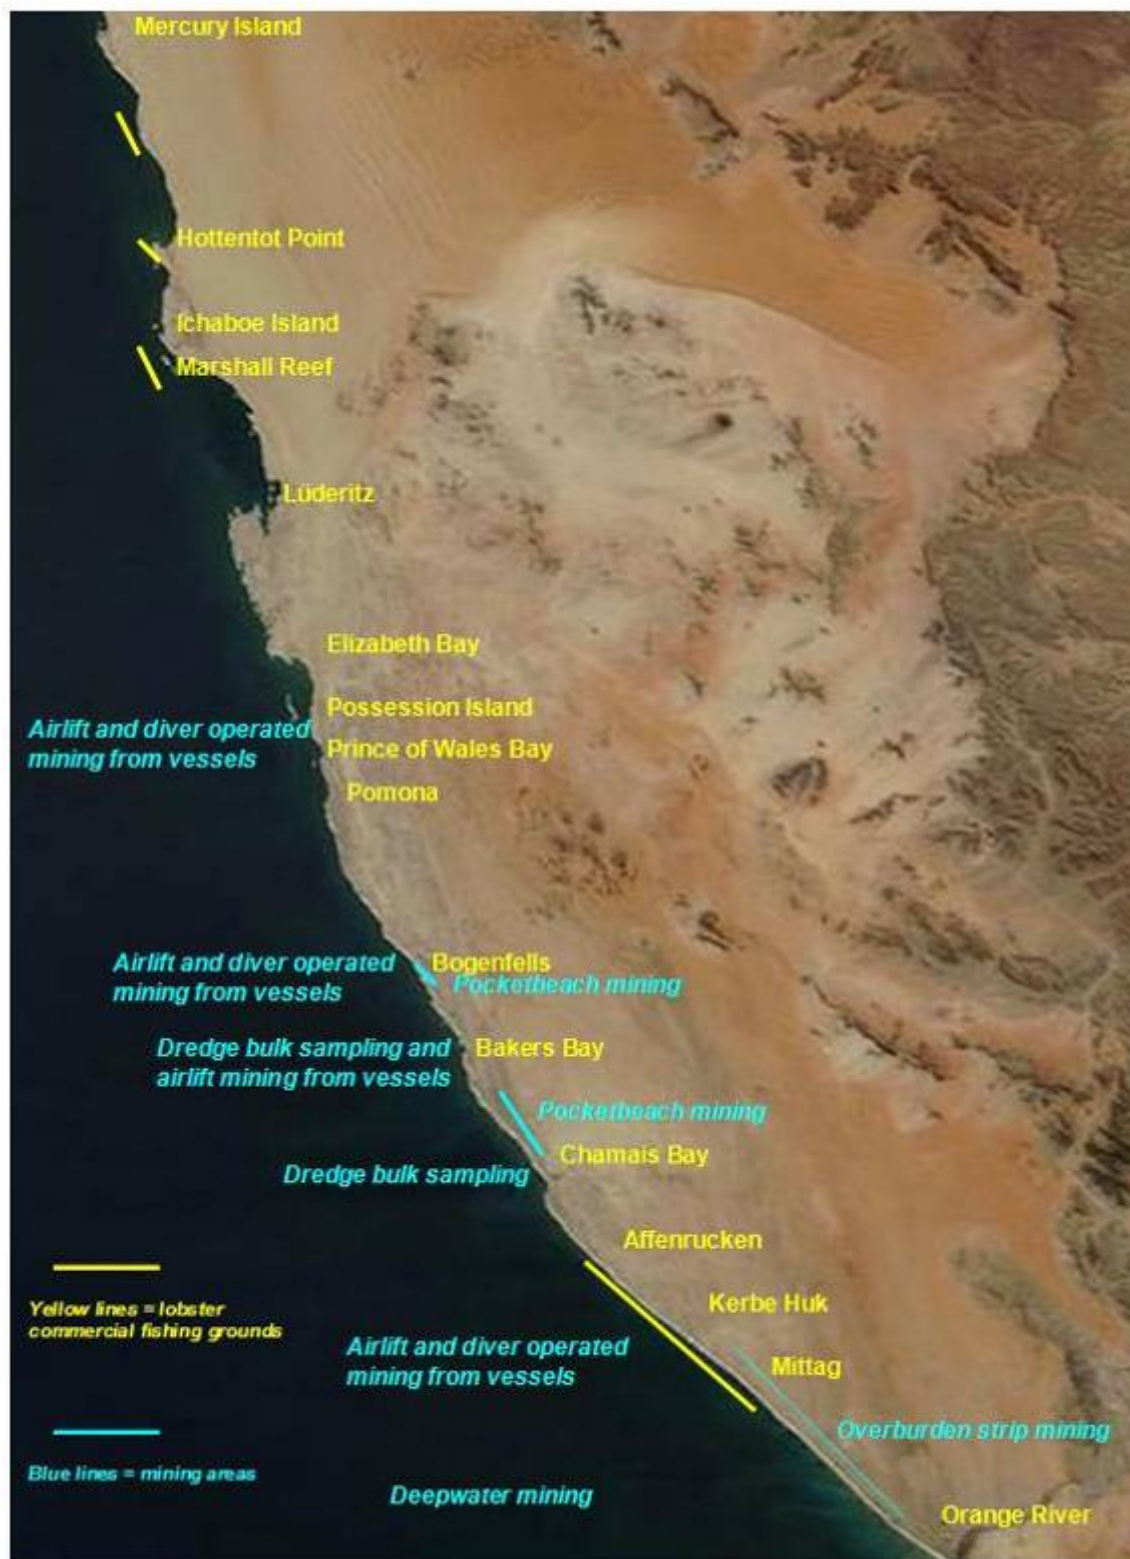 Mercury Island
Hottentot Point
Ichaboe Island
Marshall Reef
Lüderitz
Elizabeth Bay
Possession Island
Airlift and diver operated
mining from vessels
Prince of Wales Bay
Pomona
Airlift and diver operated
mining from vessels
Bogenfells
Pocketbeach mining
Dredge bulk sampling and
airlift mining from vessels
Bakers Bay
Pocketbeach mining
Chamais Bay
Dredge bulk sampling
Affenrucken
Kerbe Huk
Yellow lines = lobster
commercial fishing grounds
Airlift and diver operated
mining from vessels
Mittag
Overburden strip mining
Blue lines = mining areas
Deepwater mining
Orange River